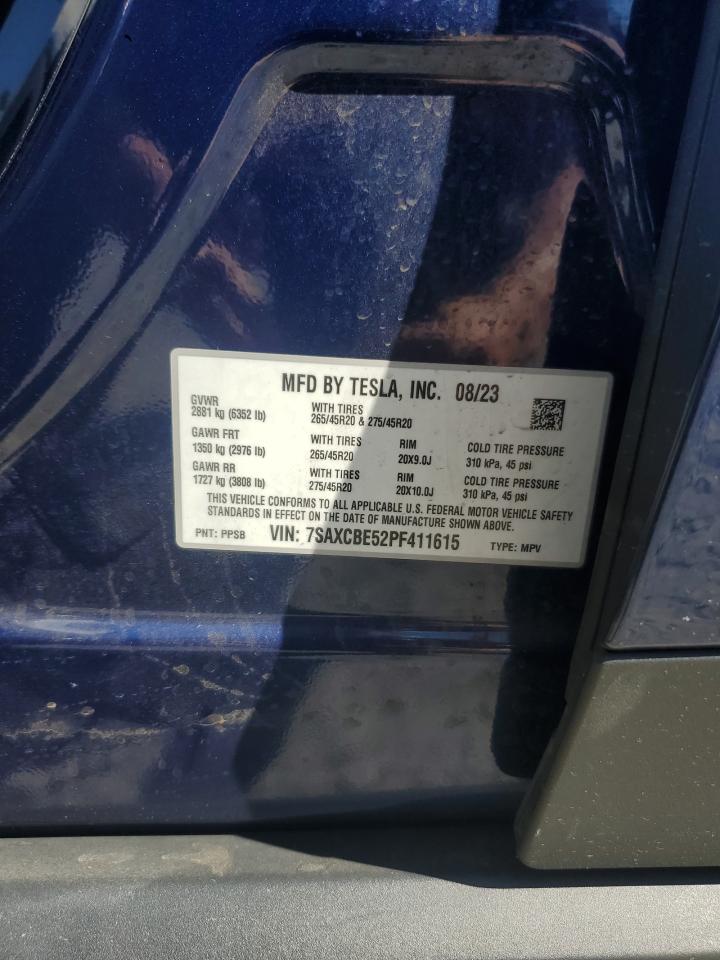 MFD BY TESLA, INC. 08/23
GVWR
2881 kg (6352 lb)
WITH TIRES
265/45R20 & 275/45R20
GAWR FRT
1350 kg (2976 lb)
WITH TIRES
265/45R20
RIM
20X9.0J
COLD TIRE PRESSURE
310 kPa, 45 psi
GAWR RR
1727 kg (3808 lb)
WITH TIRES
275/45R20
RIM
20X10.0J
COLD TIRE PRESSURE
310 kPa, 45 psi
THIS VEHICLE CONFORMS TO ALL APPLICABLE U.S. FEDERAL MOTOR VEHICLE SAFETY
STANDARDS IN EFFECT ON THE DATE OF MANUFACTURE SHOWN ABOVE.
PNT: PPSB VIN: 7SAXCBE52PF411615 TYPE: MPV